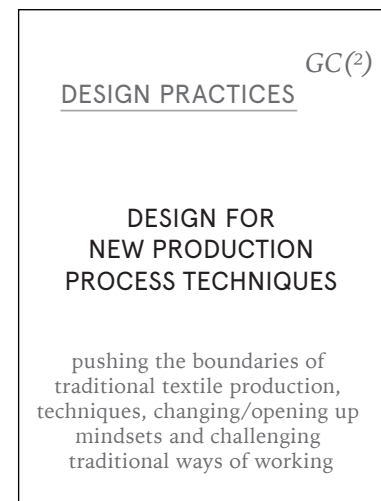 GC(²)
DESIGN PRACTICES
DESIGN FOR
NEW PRODUCTION
PROCESS TECHNIQUES
pushing the boundaries of
traditional textile production,
techniques, changing/opening up
mindsets and challenging
traditional ways of working